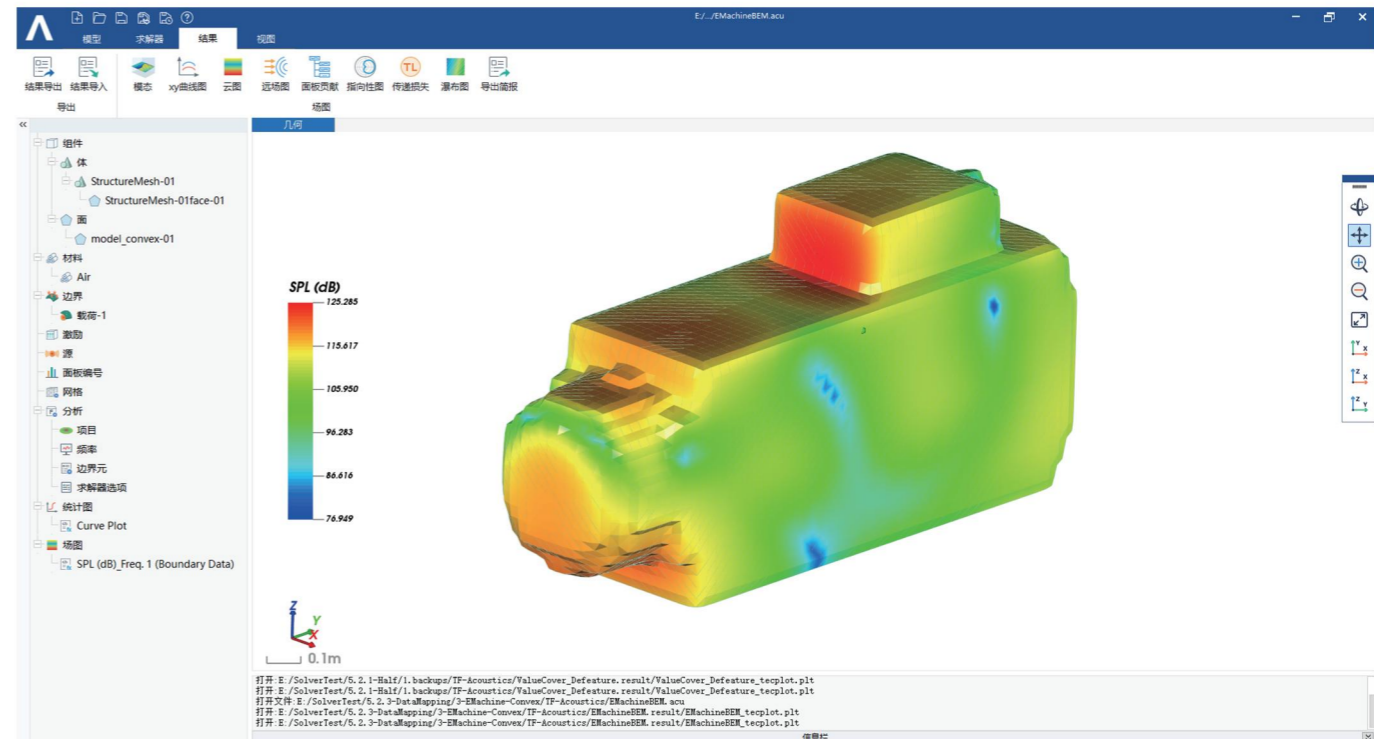 E:/.../EMachineBEM.acu
模型 求解器 结果 视图
结果导出 结果导入 模态 xy曲线图 云图 远场图 面板贡献 指向性图 传递损失 瀑布图 导出简报
TL
导出 场图
几何
组件
体
StructureMesh-01
StructureMesh-01face-01
面
model_convex-01
材料
Air
边界
载荷-1
激励
源
面板编号
网格
分析
项目
频率
边界元
求解器选项
统计图
Curve Plot
场图
SPL (dB)_Freq. 1 (Boundary Data)
SPL (dB)
125.285
115.617
105.950
96.283
86.616
76.949
3
Z
Y
X
0.1m
Y X
Z X
Z Y
打开:E:/SolverTest/5.2.1-Half/1.backups/TF-Acoustics/ValueCover_Defeature.result/ValueCover_Defeature_tecplot.plt
打开:E:/SolverTest/5.2.1-Half/1.backups/TF-Acoustics/ValueCover_Defeature.result/ValueCover_Defeature_tecplot.plt
打开文件:E:/SolverTest/5.2.3-DataMapping/3-EMachine-Convex/TF-Acoustics/EMachineBEM.acu
打开:E:/SolverTest/5.2.3-DataMapping/3-EMachine-Convex/TF-Acoustics/EMachineBEM.result/EMachineBEM_tecplot.plt
打开:E:/SolverTest/5.2.3-DataMapping/3-EMachine-Convex/TF-Acoustics/EMachineBEM.result/EMachineBEM_tecplot.plt
信息栏